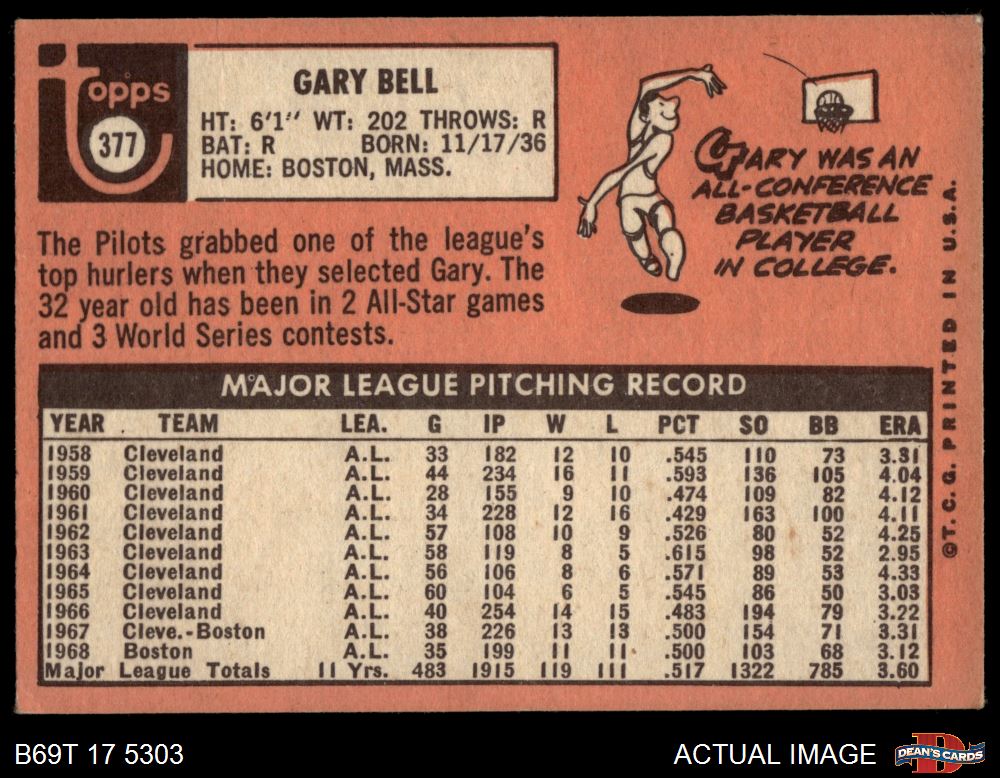 Topps
377
GARY BELL
HT: 6'1" WT: 202 THROWS: R
BAT: R BORN: 11/17/36
HOME: BOSTON, MASS.
GARY WAS AN
ALL-CONFERENCE
BASKETBALL
PLAYER
IN COLLEGE.
The Pilots grabbed one of the league's
top hurlers when they selected Gary. The
32 year old has been in 2 All-Star games
and 3 World Series contests.
©T.C.G. PRINTED IN U.S.A.
MAJOR LEAGUE PITCHING RECORD
YEAR TEAM LEA. G IP W L PCT SO BB ERA
1958 Cleveland A.L. 33 182 12 10 .545 110 73 3.31
1959 Cleveland A.L. 44 234 16 11 .593 136 105 4.04
1960 Cleveland A.L. 28 155 9 10 .474 109 82 4.12
1961 Cleveland A.L. 34 228 12 16 .429 163 100 4.11
1962 Cleveland A.L. 57 108 10 9 .526 80 52 4.25
1963 Cleveland A.L. 58 119 8 5 .615 98 52 2.95
1964 Cleveland A.L. 56 106 8 6 .571 89 53 4.33
1965 Cleveland A.L. 60 104 6 5 .545 86 50 3.03
1966 Cleveland A.L. 40 254 14 15 .483 194 79 3.22
1967 Cleve.-Boston A.L. 38 226 13 13 .500 154 71 3.31
1968 Boston A.L. 35 199 11 11 .500 103 68 3.12
Major League Totals 11 Yrs. 483 1915 119 111 .517 1322 785 3.60
B69T 17 5303
ACTUAL IMAGE
DEAN'S CARDS